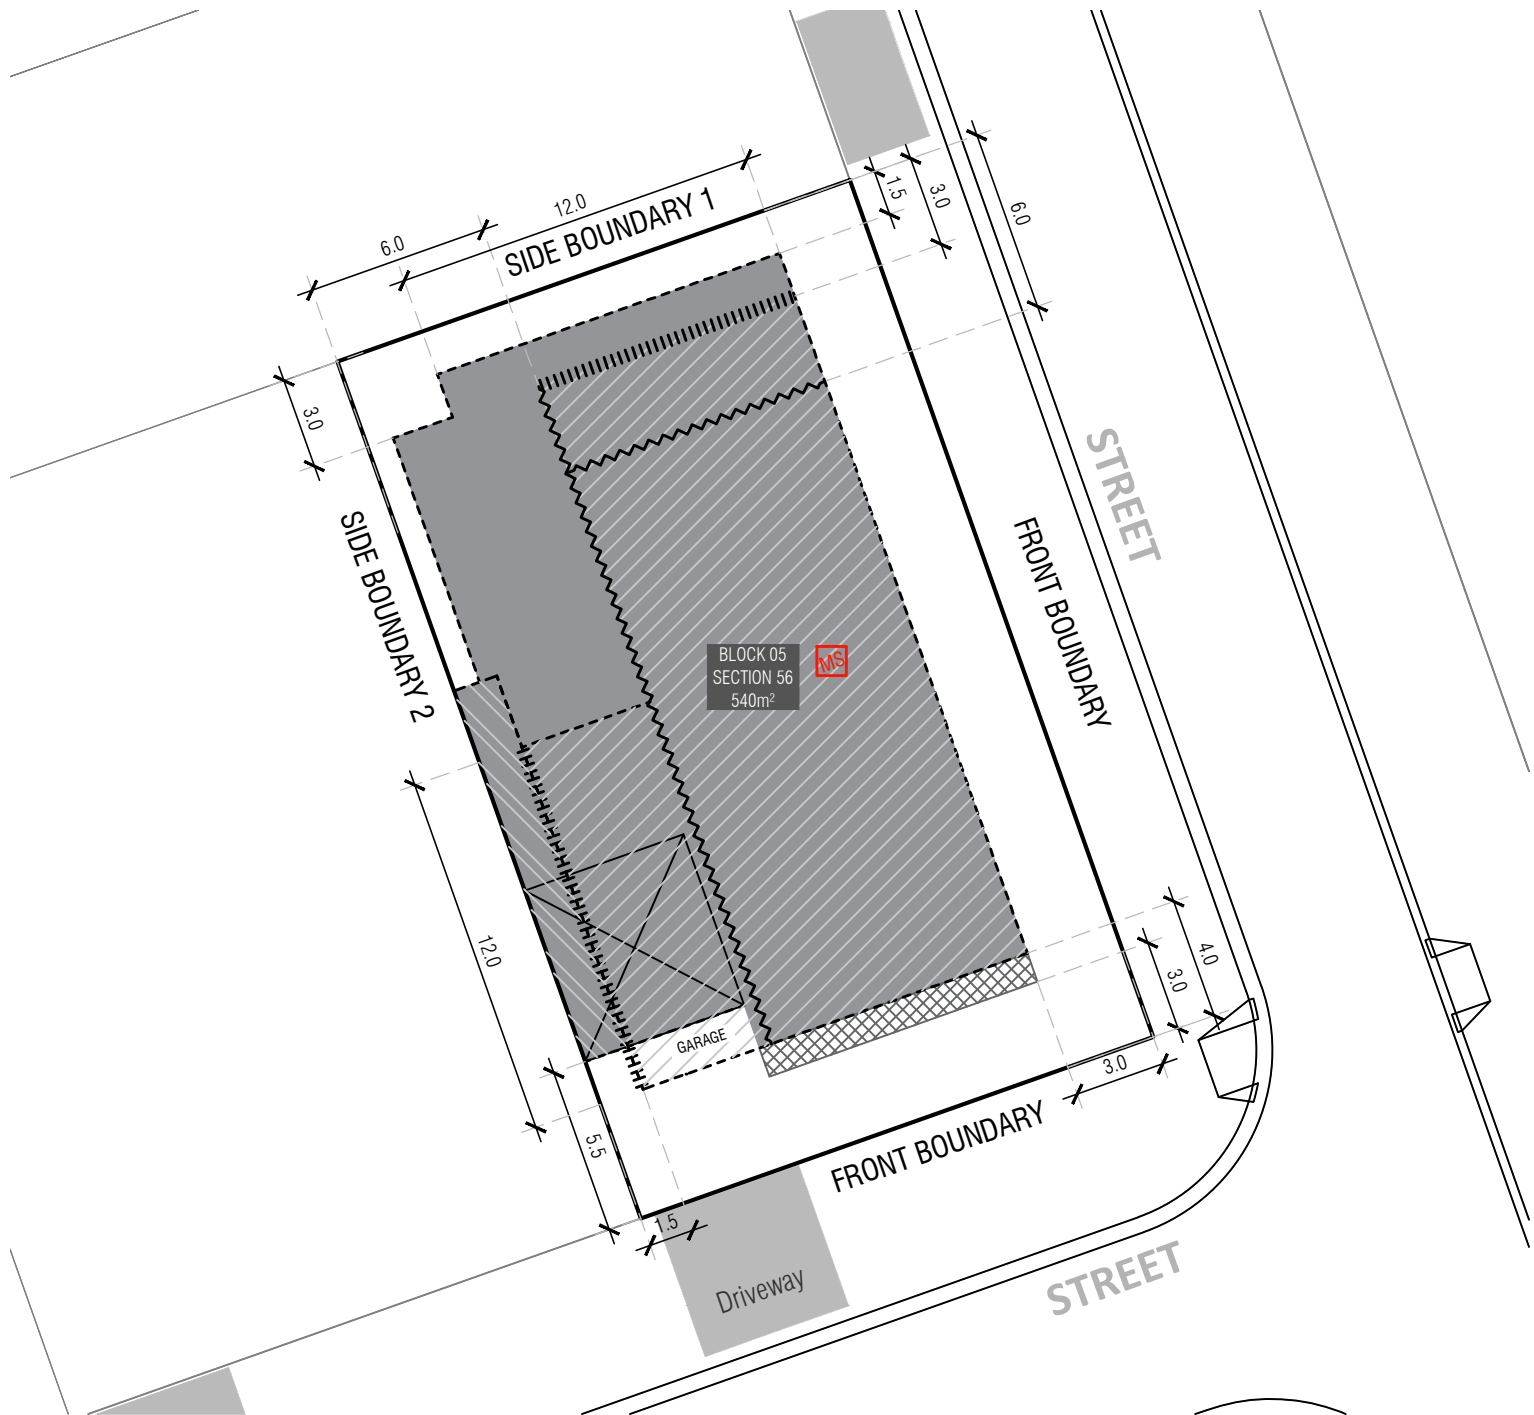 12.0
6.0
SIDE BOUNDARY 1
1.5
3.0
6.0
3.0
STREET
SIDE BOUNDARY 2
FRONT BOUNDARY
BLOCK 05
SECTION 56
540m²
MS
12.0
4.0
3.0
GARAGE
3.0
5.5
FRONT BOUNDARY
1.5
Driveway
STREET